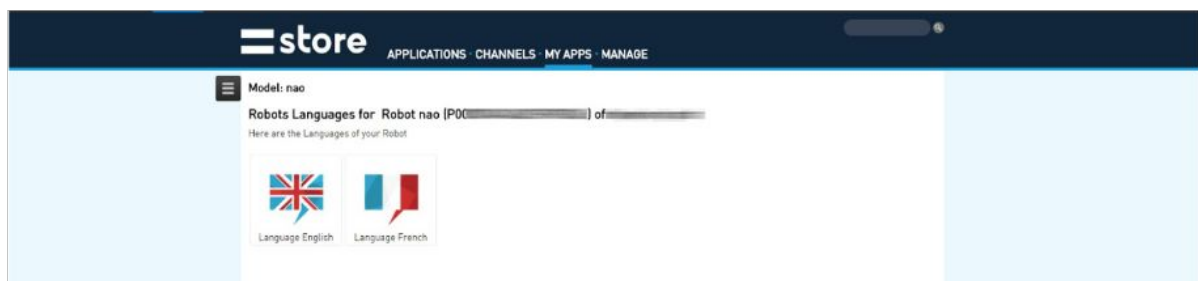 store
APPLICATIONS · CHANNELS · MY APPS · MANAGE
Model: nao
Robots Languages for Robot nao (P00 ) of
Here are the Languages of your Robot
Language English
Language French